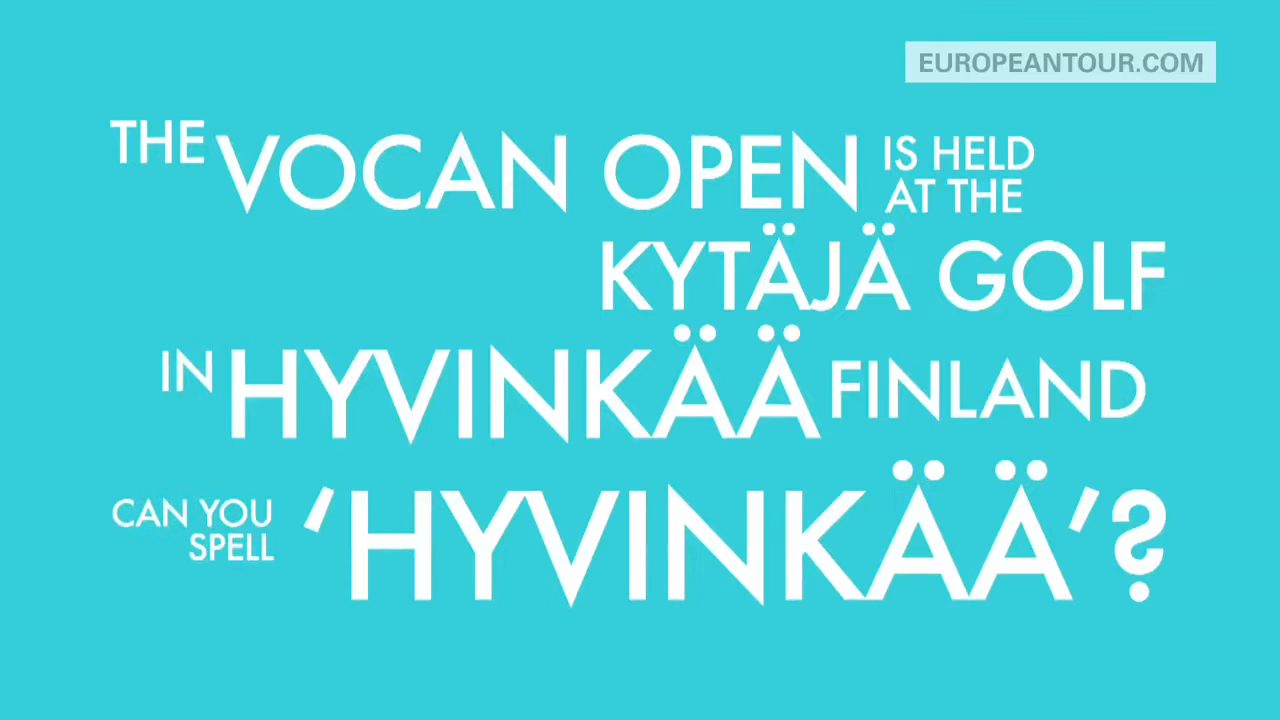 EUROPEANTOUR.COM
THE VOCAN OPEN IS HELD AT THE
KYTÄJÄ GOLF
IN HYVINKÄÄ FINLAND
CAN YOU SPELL 'HYVINKÄÄ'?